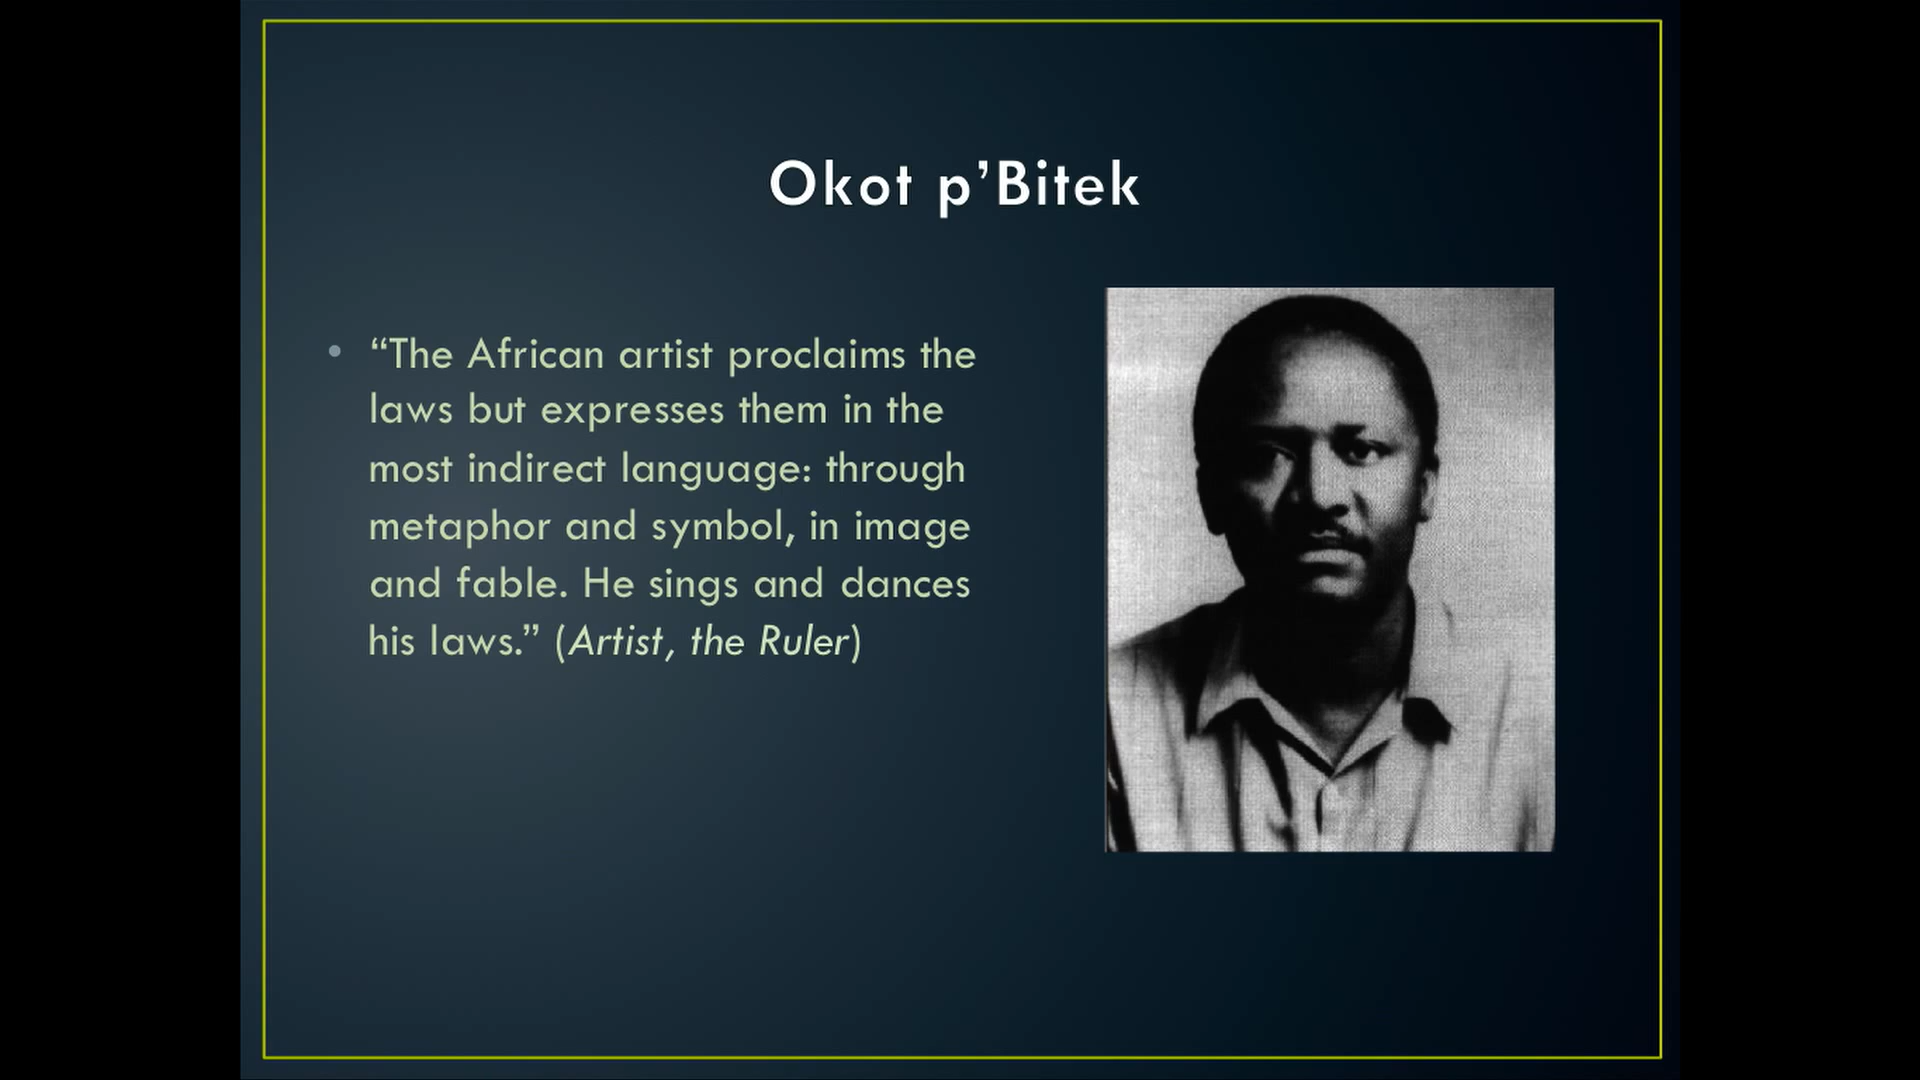 Okot p’Bitek
• “The African artist proclaims the
laws but expresses them in the
most indirect language: through
metaphor and symbol, in image
and fable. He sings and dances
his laws.” (Artist, the Ruler)